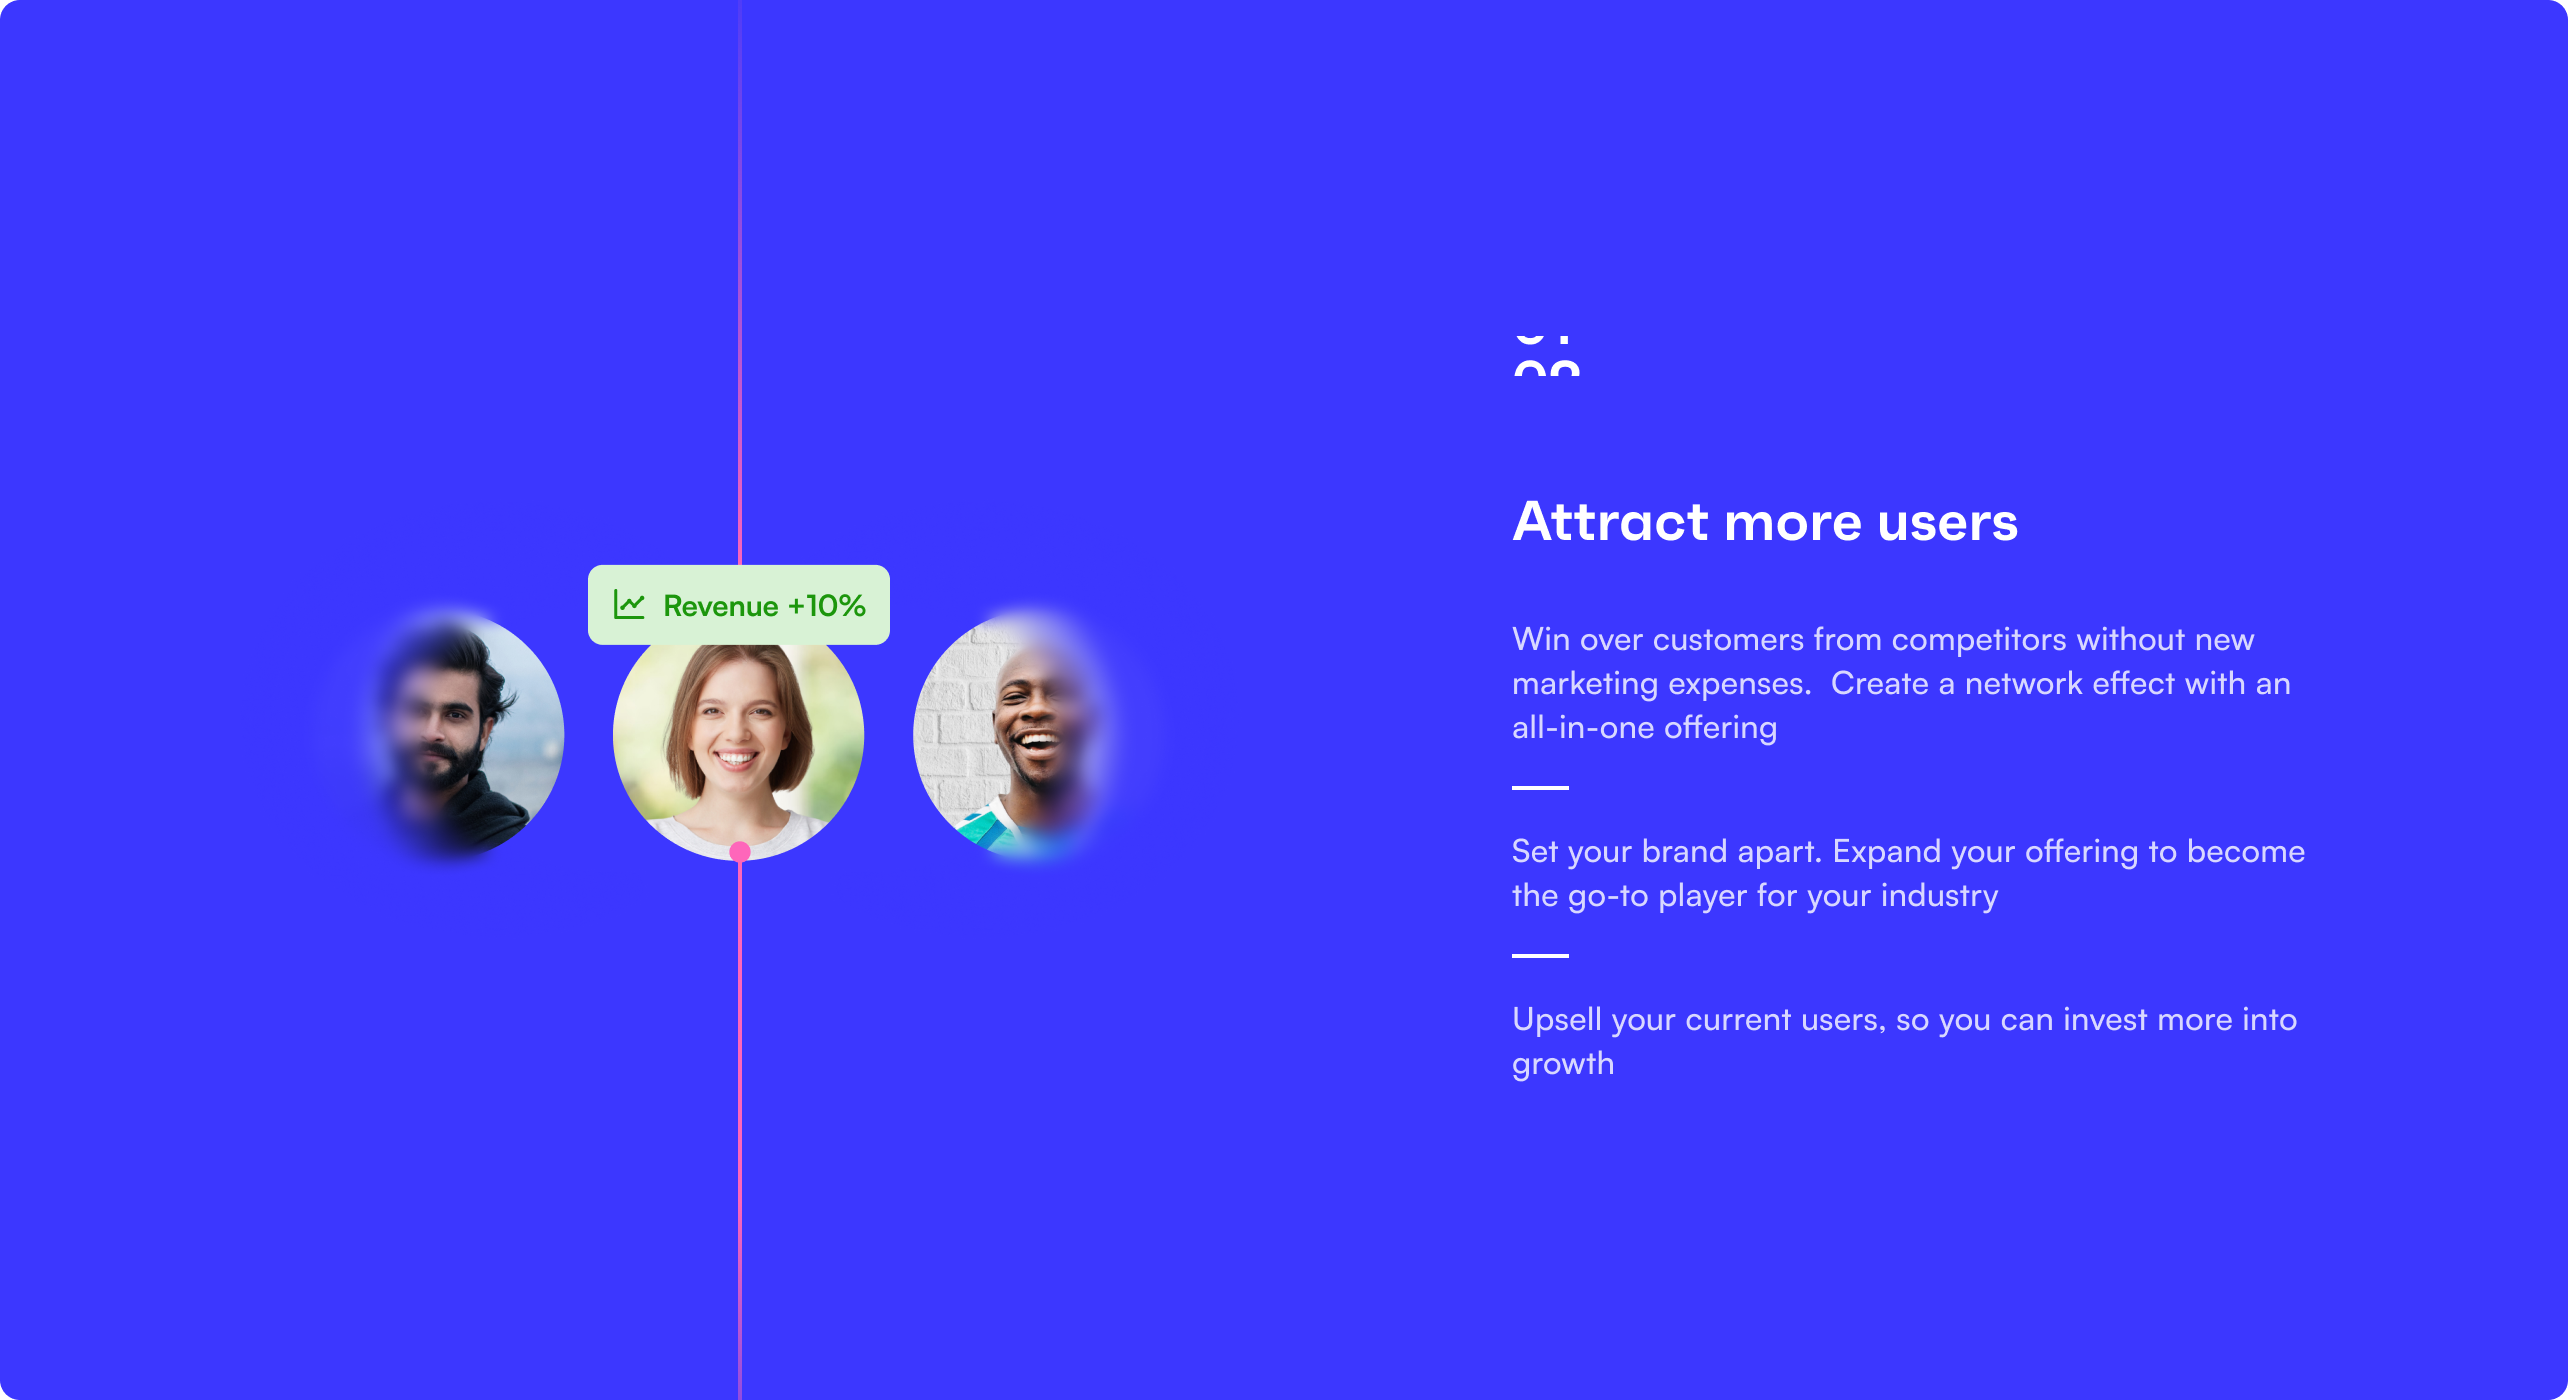 Attract more users
Revenue +10%
Win over customers from competitors without new
marketing expenses.  Create a network effect with an
all-in-one offering
Set your brand apart. Expand your offering to become
the go-to player for your industry
Upsell your current users, so you can invest more into
growth